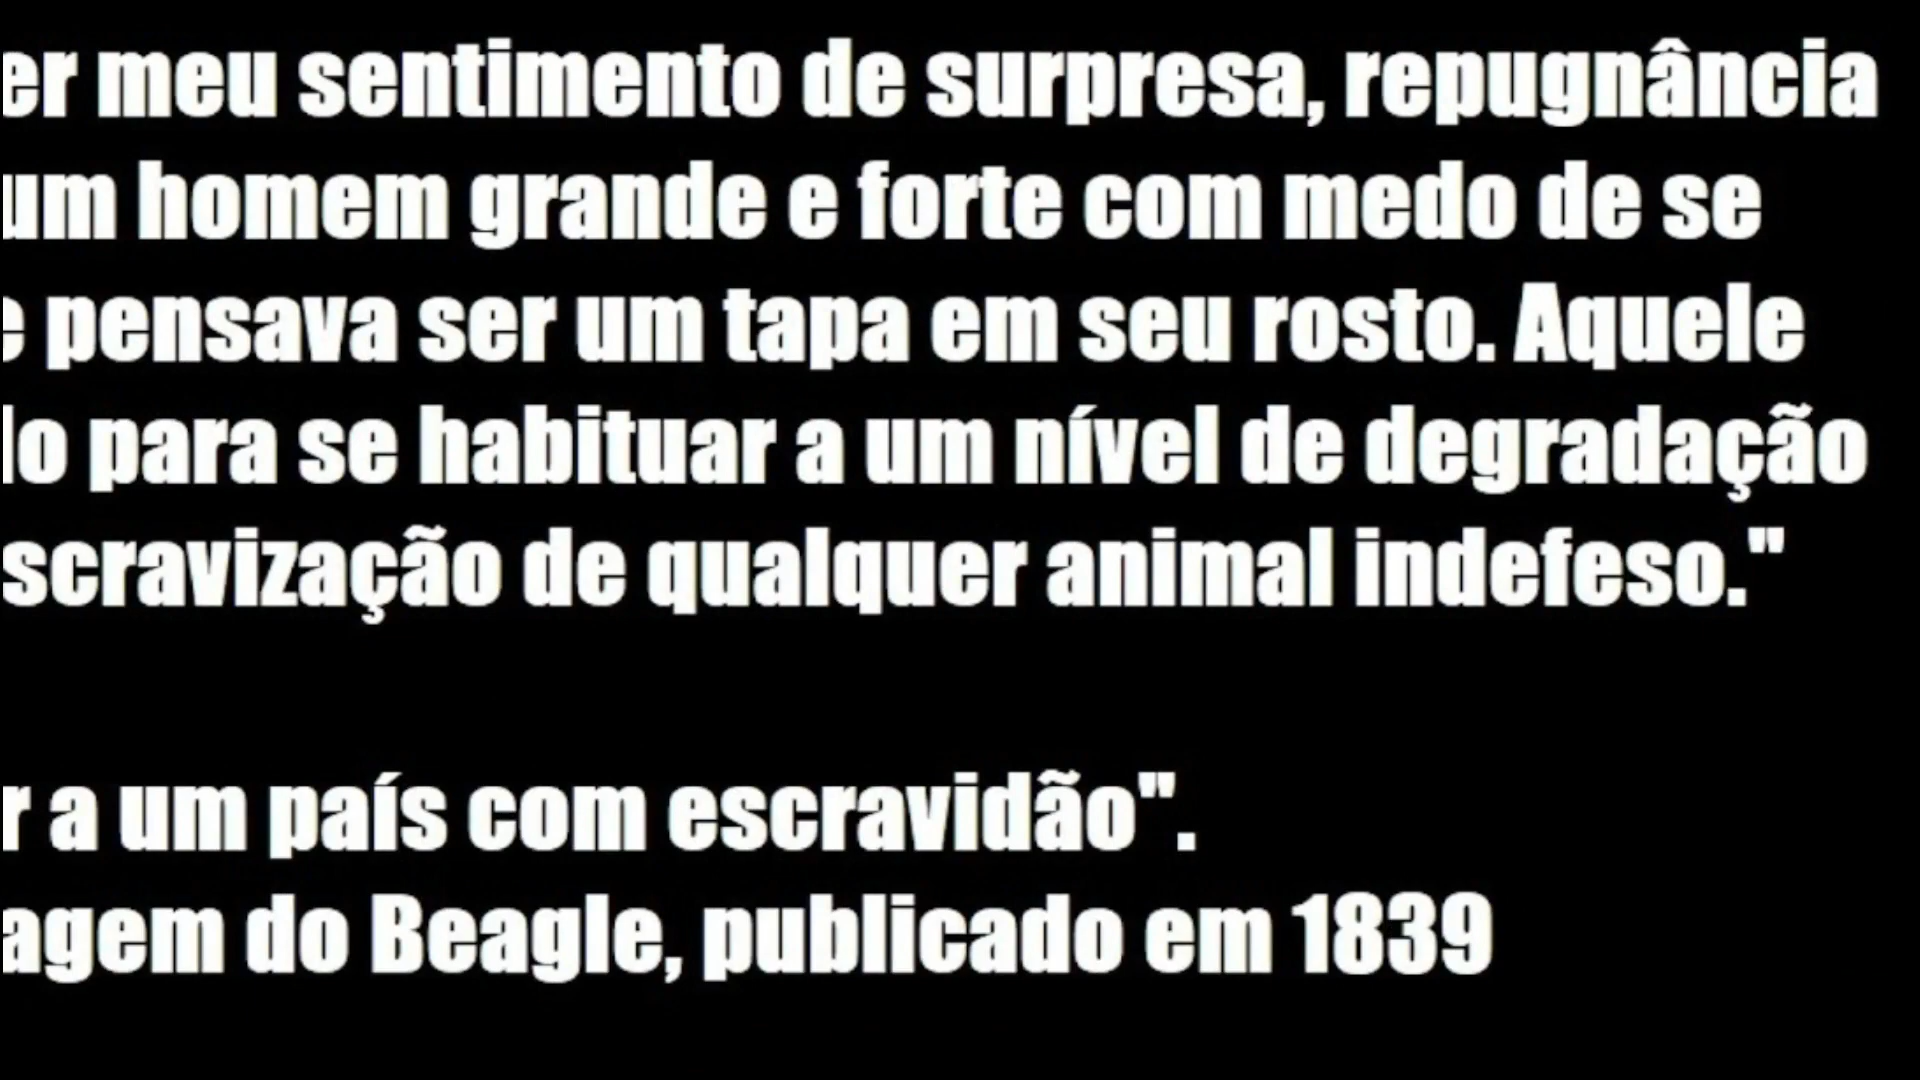 er meu sentimento de surpresa, repugnância
um homem grande e forte com medo de se
pensava ser um tapa em seu rosto. Aquele
lo para se habituar a um nível de degradação
scravização de qualquer animal indefeso."
r a um país com escravidão".
agem do Beagle, publicado em 1839